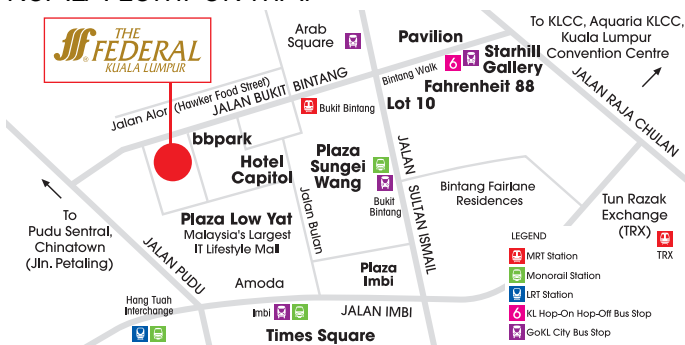 THE
FEDERAL
KUALA LUMPUR
Arab
Square
Pavilion
To KLCC, Aquaria KLCC,
Kuala Lumpur
Convention Centre
Starhill
Gallery
6
Bintang Walk
Fahrenheit 88
JALAN RAJA CHULAN
Jalan Alor (Hawker Food Street)
JALAN BUKIT BINTANG
Bukit Bintang
Lot 10
bbpark
Hotel
Capitol
Plaza
Sungei
Wang
Bukit
Bintang
JALAN SULTAN ISMAIL
Bintang Fairlane
Residences
Tun Razak
Exchange
(TRX)
TRX
To
Pudu Sentral,
Chinatown
(Jln. Petaling)
Plaza Low Yat
Malaysia's Largest
IT Lifestyle Mall
Jalan Bulan
JALAN PUDU
Plaza
Imbi
Amoda
Hang Tuah
Interchange
Imbi
JALAN IMBI
Times Square
LEGEND
MRT Station
Monorail Station
LRT Station
6 KL Hop-On Hop-Off Bus Stop
GoKL City Bus Stop